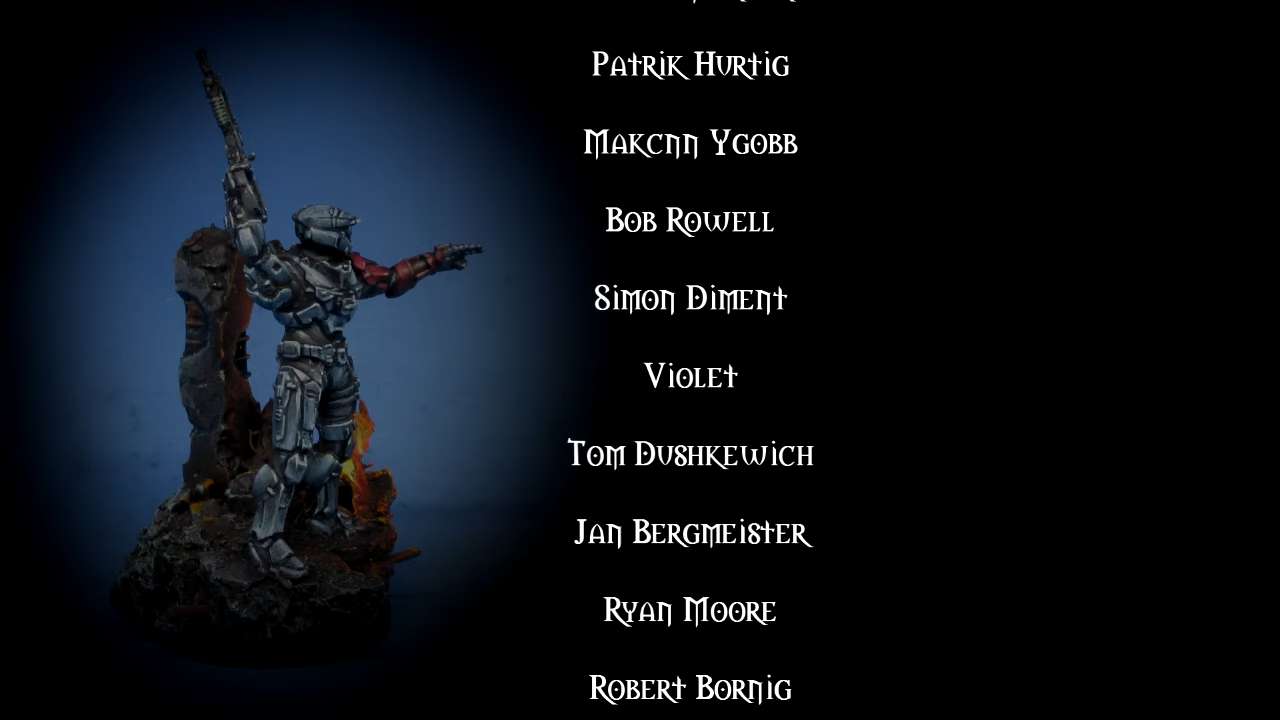 Patrik Hurtig
Makcnn Ygobb
Bob Rowell
Simon Diment
Violet
Tom Dushkewich
Jan Bergmeister
Ryan Moore
Robert Bornig